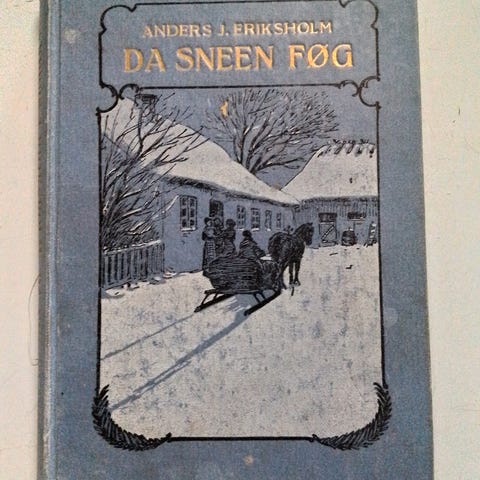 ANDERS J. ERIKSHOLM
DA SNEEN FØG